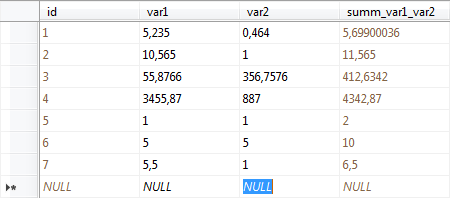 id var1 var2 summ_var1_var2
1 5,235 0,464 5,69900036
2 10,565 1 11,565
3 55,8766 356,7576 412,6342
4 3455,87 887 4342,87
5 1 1 2
6 5 5 10
7 5,5 1 6,5
NULL NULL NULL NULL